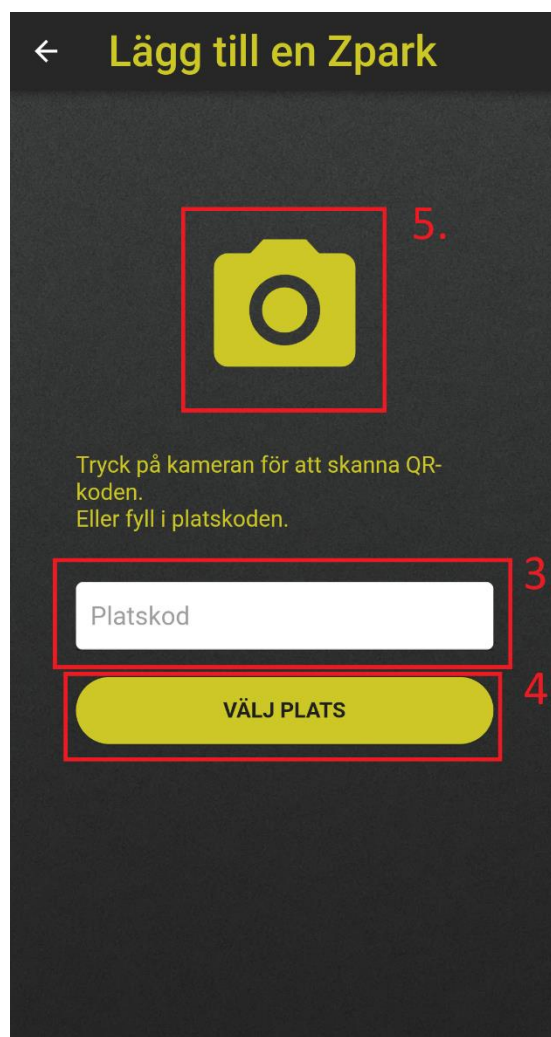 Lägg till en Zpark
5.
Tryck på kameran för att skanna QR-
koden.
Eller fyll i platskoden.
3
Platskod
4
VÄLJ PLATS